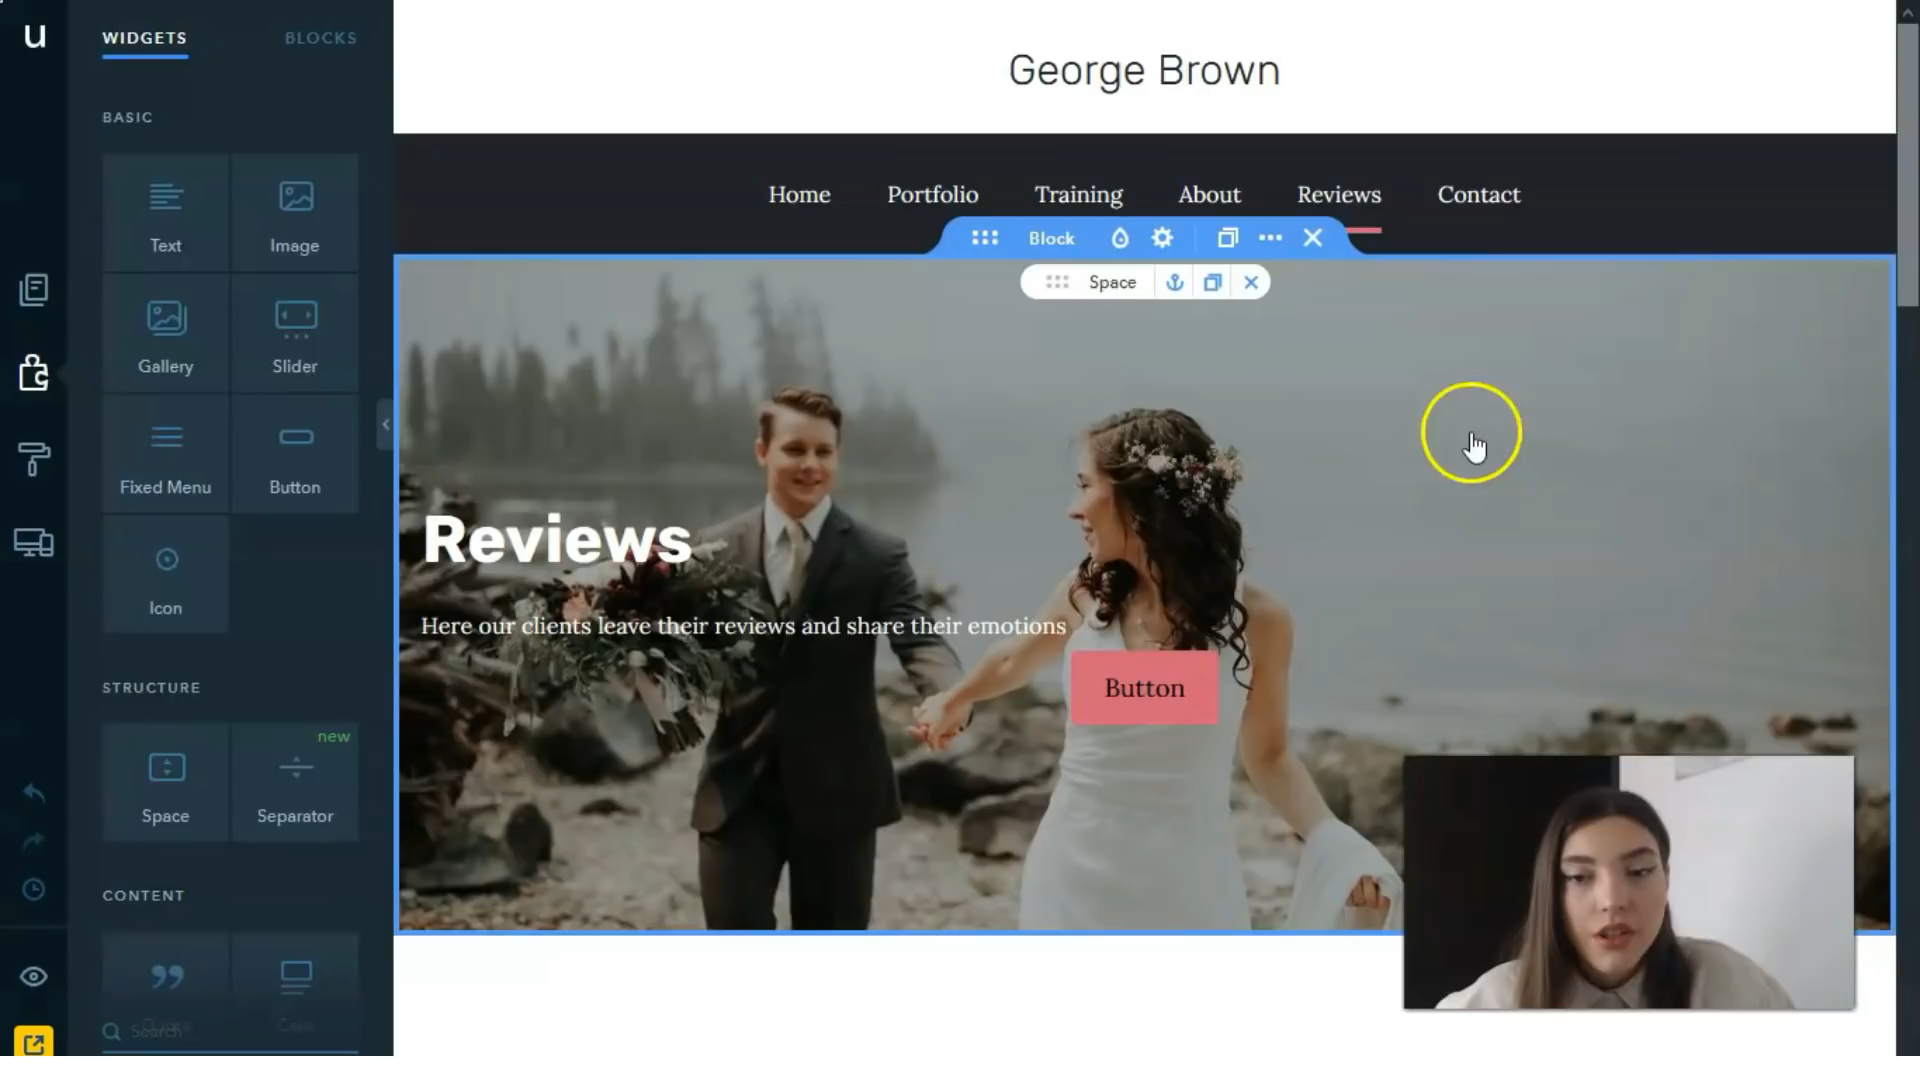 u
WIDGETS
BLOCKS
BASIC
Text
Image
Gallery
Slider
Fixed Menu
Button
Icon
STRUCTURE
new
Space
Separator
CONTENT
Search
George Brown
Home Portfolio Training About Reviews Contact
Block
Space
Reviews
Here our clients leave their reviews and share their emotions
Button